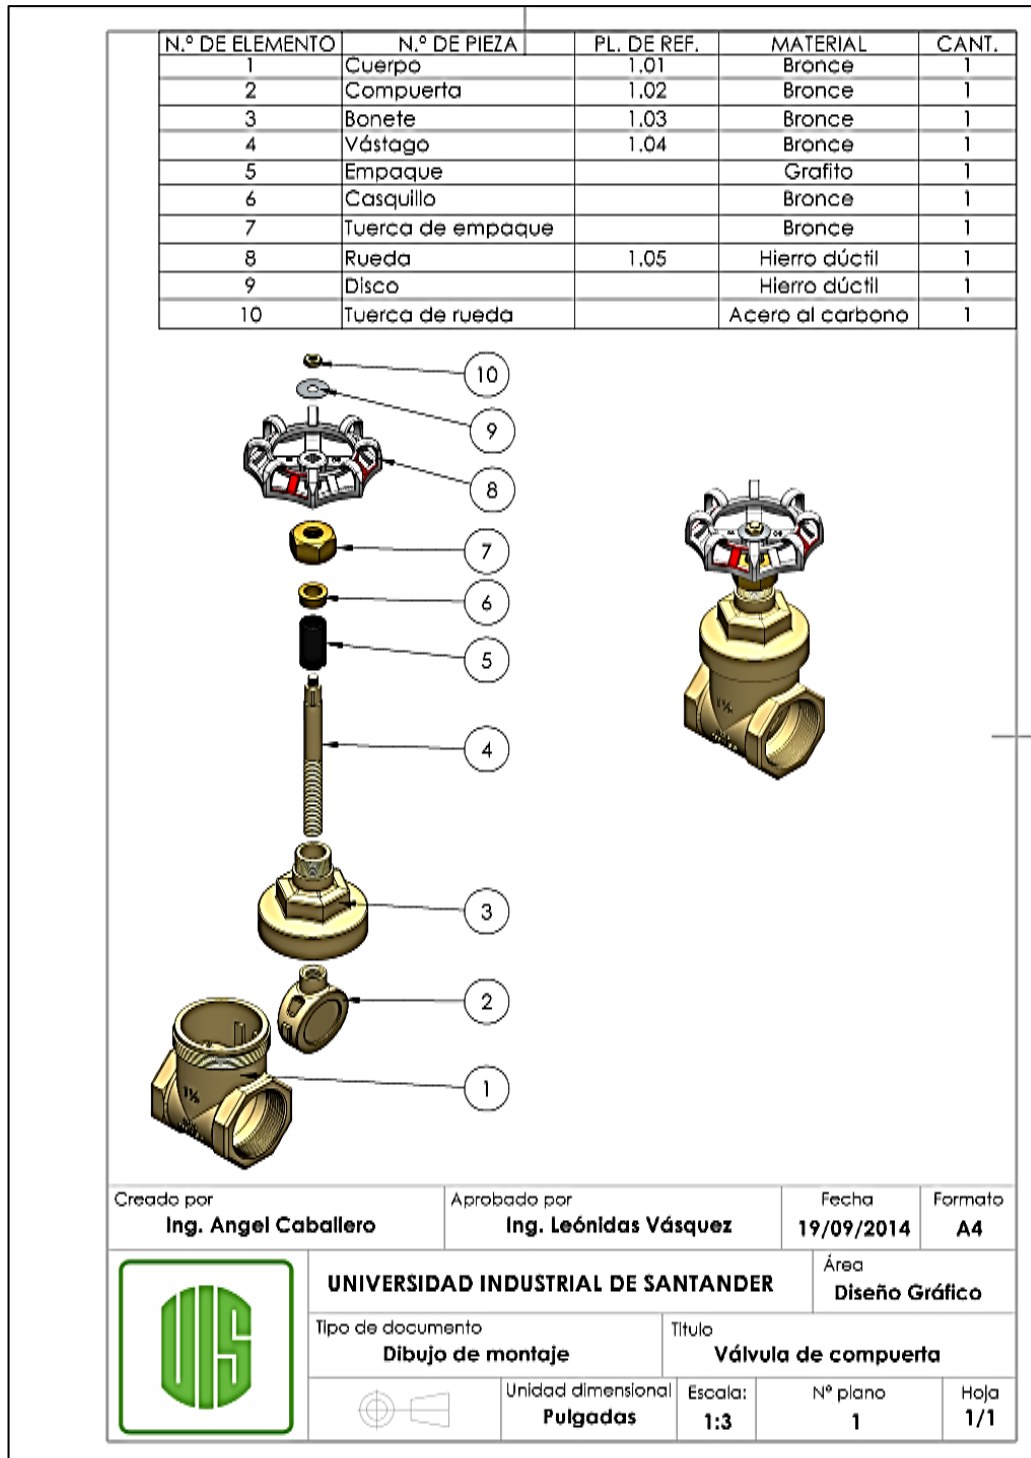 N.º DE ELEMENTO N.º DE PIEZA PL. DE REF. MATERIAL CANT.
1 Cuerpo 1.01 Bronce 1
2 Compuerta 1.02 Bronce 1
3 Bonete 1.03 Bronce 1
4 Vástago 1.04 Bronce 1
5 Empaque Grafito 1
6 Casquillo Bronce 1
7 Tuerca de empaque Bronce 1
8 Rueda 1.05 Hierro dúctil 1
9 Disco Hierro dúctil 1
10 Tuerca de rueda Acero al carbono 1
10
9
8
7
6
5
4
3
2
1
Creado por Aprobado por Fecha Formato
Ing. Angel Caballero Ing. Leónidas Vásquez 19/09/2014 A4
UIS
UNIVERSIDAD INDUSTRIAL DE SANTANDER
Área
Diseño Gráfico
Tipo de documento Título
Dibujo de montaje Válvula de compuerta
Unidad dimensional Escala: Nº plano Hoja
Pulgadas 1:3 1 1/1